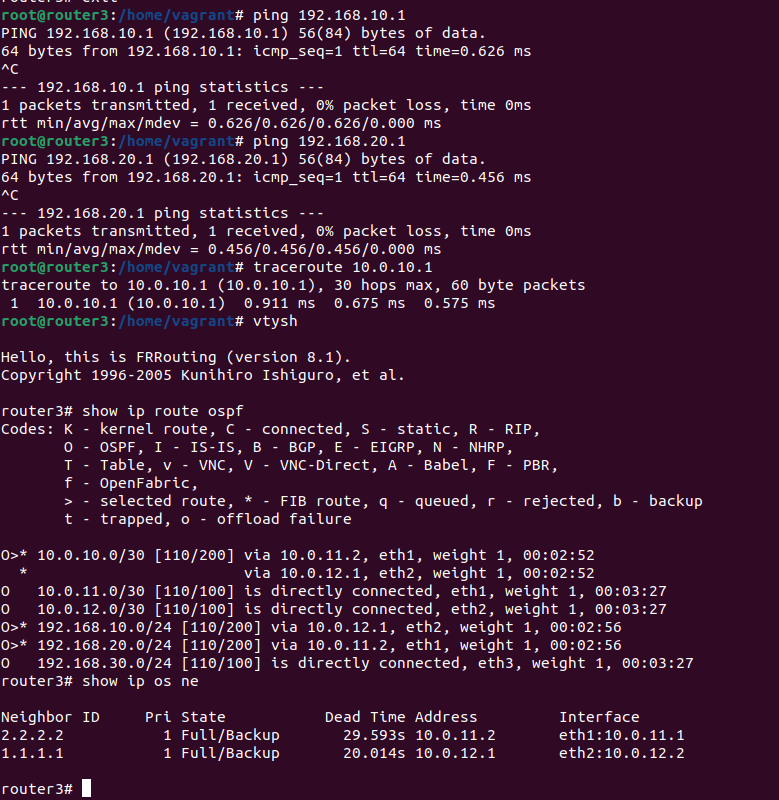 root@router3:/home/vagrant# ping 192.168.10.1
PING 192.168.10.1 (192.168.10.1) 56(84) bytes of data.
64 bytes from 192.168.10.1: icmp_seq=1 ttl=64 time=0.626 ms
^C
--- 192.168.10.1 ping statistics ---
1 packets transmitted, 1 received, 0% packet loss, time 0ms
rtt min/avg/max/mdev = 0.626/0.626/0.626/0.000 ms
root@router3:/home/vagrant# ping 192.168.20.1
PING 192.168.20.1 (192.168.20.1) 56(84) bytes of data.
64 bytes from 192.168.20.1: icmp_seq=1 ttl=64 time=0.456 ms
^C
--- 192.168.20.1 ping statistics ---
1 packets transmitted, 1 received, 0% packet loss, time 0ms
rtt min/avg/max/mdev = 0.456/0.456/0.456/0.000 ms
root@router3:/home/vagrant# traceroute 10.0.10.1
traceroute to 10.0.10.1 (10.0.10.1), 30 hops max, 60 byte packets
 1  10.0.10.1 (10.0.10.1)  0.911 ms  0.675 ms  0.575 ms
root@router3:/home/vagrant# vtysh

Hello, this is FRRouting (version 8.1).
Copyright 1996-2005 Kunihiro Ishiguro, et al.

router3# show ip route ospf
Codes: K - kernel route, C - connected, S - static, R - RIP,
       O - OSPF, I - IS-IS, B - BGP, E - EIGRP, N - NHRP,
       T - Table, v - VNC, V - VNC-Direct, A - Babel, F - PBR,
       f - OpenFabric,
       > - selected route, * - FIB route, q - queued, r - rejected, b - backup
       t - trapped, o - offload failure

O>* 10.0.10.0/30 [110/200] via 10.0.11.2, eth1, weight 1, 00:02:52
  *                        via 10.0.12.1, eth2, weight 1, 00:02:52
O   10.0.11.0/30 [110/100] is directly connected, eth1, weight 1, 00:03:27
O   10.0.12.0/30 [110/100] is directly connected, eth2, weight 1, 00:03:27
O>* 192.168.10.0/24 [110/200] via 10.0.12.1, eth2, weight 1, 00:02:56
O>* 192.168.20.0/24 [110/200] via 10.0.11.2, eth1, weight 1, 00:02:56
O   192.168.30.0/24 [110/100] is directly connected, eth3, weight 1, 00:03:27
router3# show ip os ne

Neighbor ID     Pri State           Dead Time Address         Interface
2.2.2.2           1 Full/Backup       29.593s 10.0.11.2       eth1:10.0.11.1
1.1.1.1           1 Full/Backup       20.014s 10.0.12.1       eth2:10.0.12.2

router3#